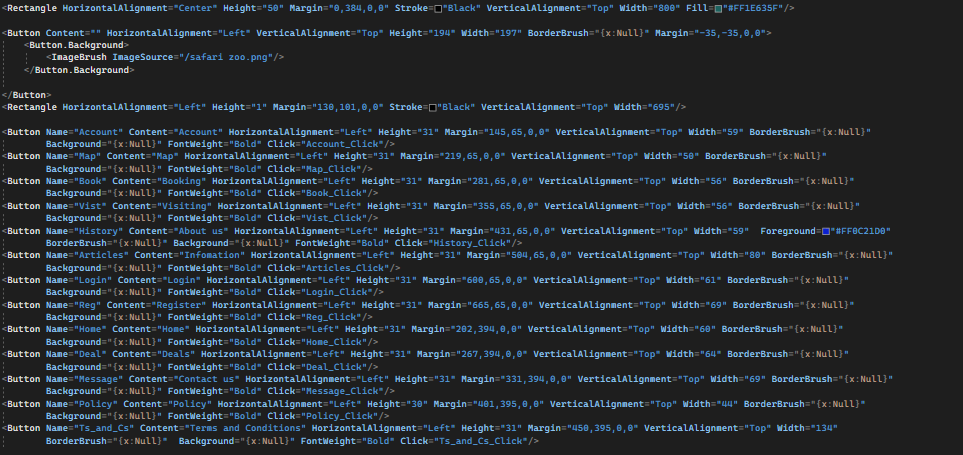 <Rectangle HorizontalAlignment="Center" Height="50" Margin="0,384,0,0" Stroke="Black" VerticalAlignment="Top" Width="800" Fill="#FF1E635F"/>
<Button Content="" HorizontalAlignment="Left" VerticalAlignment="Top" Height="194" Width="197" BorderBrush="{x:Null}" Margin="-35,-35,0,0">
<Button.Background>
<ImageBrush ImageSource="/safari zoo.png"/>
</Button.Background>
</Button>
<Rectangle HorizontalAlignment="Left" Height="1" Margin="130,101,0,0" Stroke="Black" VerticalAlignment="Top" Width="695"/>
<Button Name="Account" Content="Account" HorizontalAlignment="Left" Height="31" Margin="145,65,0,0" VerticalAlignment="Top" Width="59" BorderBrush="{x:Null}"
Background="{x:Null}" FontWeight="Bold" Click="Account_Click"/>
<Button Name="Map" Content="Map" HorizontalAlignment="Left" Height="31" Margin="219,65,0,0" VerticalAlignment="Top" Width="50" BorderBrush="{x:Null}"
Background="{x:Null}" FontWeight="Bold" Click="Map_Click"/>
<Button Name="Book" Content="Booking" HorizontalAlignment="Left" Height="31" Margin="281,65,0,0" VerticalAlignment="Top" Width="56" BorderBrush="{x:Null}"
Background="{x:Null}" FontWeight="Bold" Click="Book_Click"/>
<Button Name="Vist" Content="Visiting" HorizontalAlignment="Left" Height="31" Margin="355,65,0,0" VerticalAlignment="Top" Width="56" BorderBrush="{x:Null}"
Background="{x:Null}" FontWeight="Bold" Click="Vist_Click"/>
<Button Name="History" Content="About us" HorizontalAlignment="Left" Height="31" Margin="431,65,0,0" VerticalAlignment="Top" Width="59"  Foreground="#FF0C21D0"
BorderBrush="{x:Null}" Background="{x:Null}" FontWeight="Bold" Click="History_Click"/>
<Button Name="Articles" Content="Infomation" HorizontalAlignment="Left" Height="31" Margin="504,65,0,0" VerticalAlignment="Top" Width="80" BorderBrush="{x:Null}"
Background="{x:Null}" FontWeight="Bold" Click="Articles_Click"/>
<Button Name="Login" Content="Login" HorizontalAlignment="Left" Height="31" Margin="600,65,0,0" VerticalAlignment="Top" Width="61" BorderBrush="{x:Null}"
Background="{x:Null}" FontWeight="Bold" Click="Login_Click"/>
<Button Name="Reg" Content="Register" HorizontalAlignment="Left" Height="31" Margin="665,65,0,0" VerticalAlignment="Top" Width="69" BorderBrush="{x:Null}"
Background="{x:Null}" FontWeight="Bold" Click="Reg_Click"/>
<Button Name="Home" Content="Home" HorizontalAlignment="Left" Height="31" Margin="202,394,0,0" VerticalAlignment="Top" Width="60" BorderBrush="{x:Null}"
Background="{x:Null}" FontWeight="Bold" Click="Home_Click"/>
<Button Name="Deal" Content="Deals" HorizontalAlignment="Left" Height="31" Margin="267,394,0,0" VerticalAlignment="Top" Width="64" BorderBrush="{x:Null}"
Background="{x:Null}" FontWeight="Bold" Click="Deal_Click"/>
<Button Name="Message" Content="Contact us" HorizontalAlignment="Left" Height="31" Margin="331,394,0,0" VerticalAlignment="Top" Width="69" BorderBrush="{x:Null}"
Background="{x:Null}" FontWeight="Bold" Click="Message_Click"/>
<Button Name="Policy" Content="Policy" HorizontalAlignment="Left" Height="30" Margin="401,395,0,0" VerticalAlignment="Top" Width="44" BorderBrush="{x:Null}"
Background="{x:Null}" FontWeight="Bold" Click="Policy_Click"/>
<Button Name="Ts_and_Cs" Content="Terms and Conditions" HorizontalAlignment="Left" Height="31" Margin="450,395,0,0" VerticalAlignment="Top" Width="134"
BorderBrush="{x:Null}"  Background="{x:Null}" FontWeight="Bold" Click="Ts_and_Cs_Click"/>